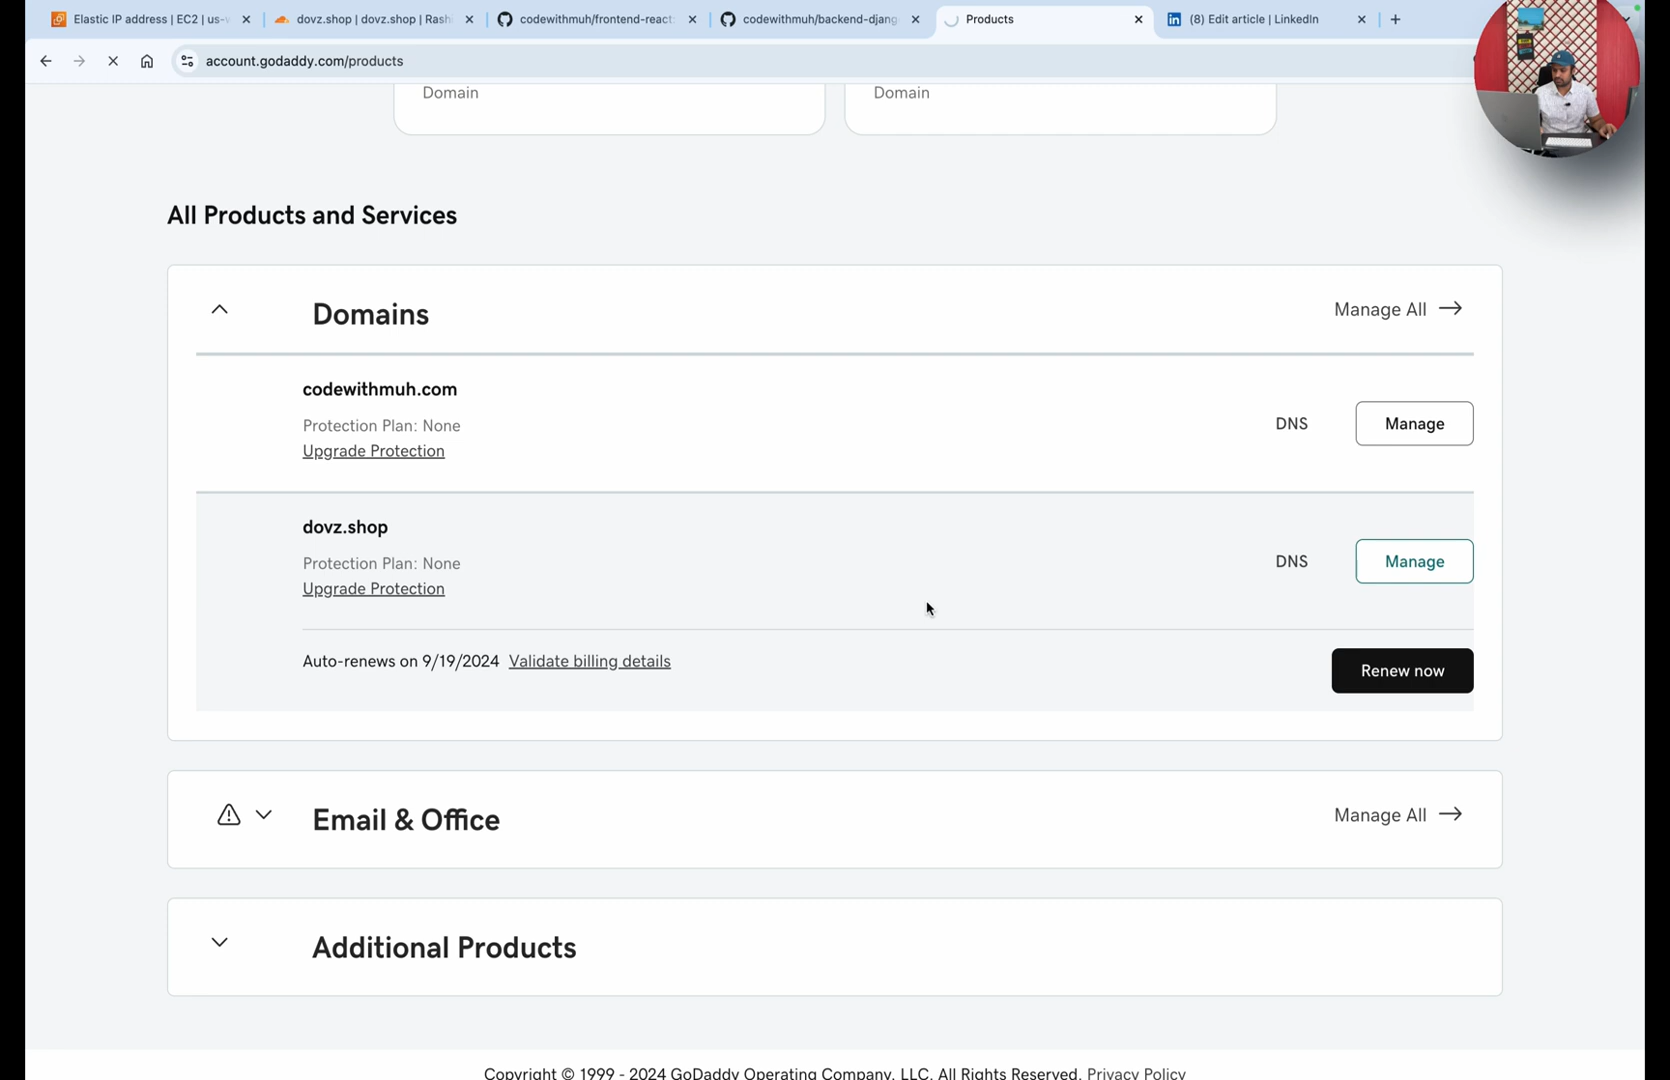 Elastic IP address | EC2 | us-
dovz.shop | dovz.shop | Rash
codewithmuh/frontend-react
codewithmuh/backend-djang
Products
(8) Edit article | LinkedIn
account.godaddy.com/products
Domain
Domain
All Products and Services
Domains
Manage All
codewithmuh.com
Protection Plan: None
Upgrade Protection
DNS
Manage
dovz.shop
Protection Plan: None
Upgrade Protection
DNS
Manage
Auto-renews on 9/19/2024 Validate billing details
Renew now
Email & Office
Manage All
Additional Products
Copyright © 1999 - 2024 GoDaddy Operating Company, LLC. All Rights Reserved. Privacy Policy